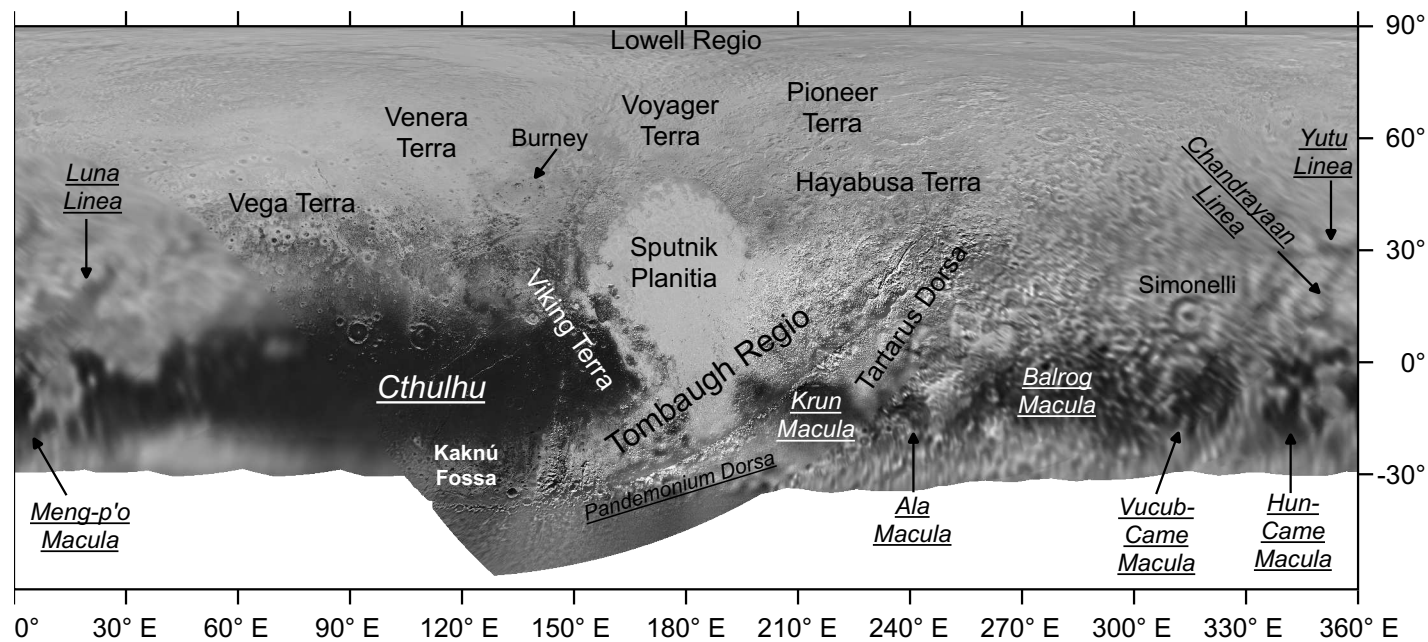 Lowell Regio
90°
Venera
Terra
Voyager
Terra
Pioneer
Terra
Burney
60°
Luna
Linea
Vega Terra
Hayabusa Terra
Chandrayaan
Linea
Yutu
Linea
Sputnik
Planitia
30°
Viking Terra
Tartarus Dorsa
Simonelli
Tombaugh Regio
0°
Cthulhu
Krun
Macula
Balrog
Macula
Kaknú
Fossa
Pandemonium Dorsa
-30°
Meng-p'o
Macula
Ala
Macula
Vucub-
Came
Macula
Hun-
Came
Macula
0°
30° E
60° E
90° E
120° E
150° E
180° E
210° E
240° E
270° E
300° E
330° E
360° E